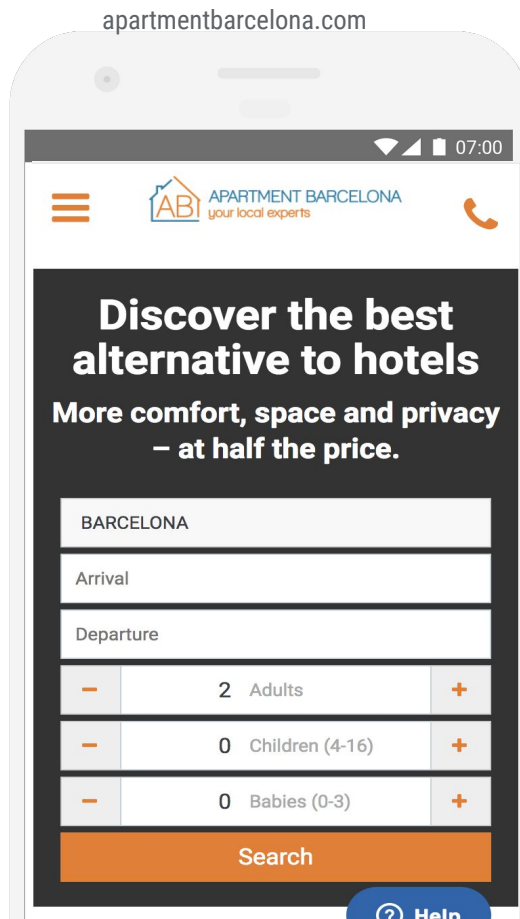 apartmentbarcelona.com
07:00
ABI APARTMENT BARCELONA
your local experts
Discover the best
alternative to hotels
More comfort, space and privacy
– at half the price.
BARCELONA
Arrival
Departure
− 2 Adults +
− 0 Children (4-16) +
− 0 Babies (0-3) +
Search
? Help